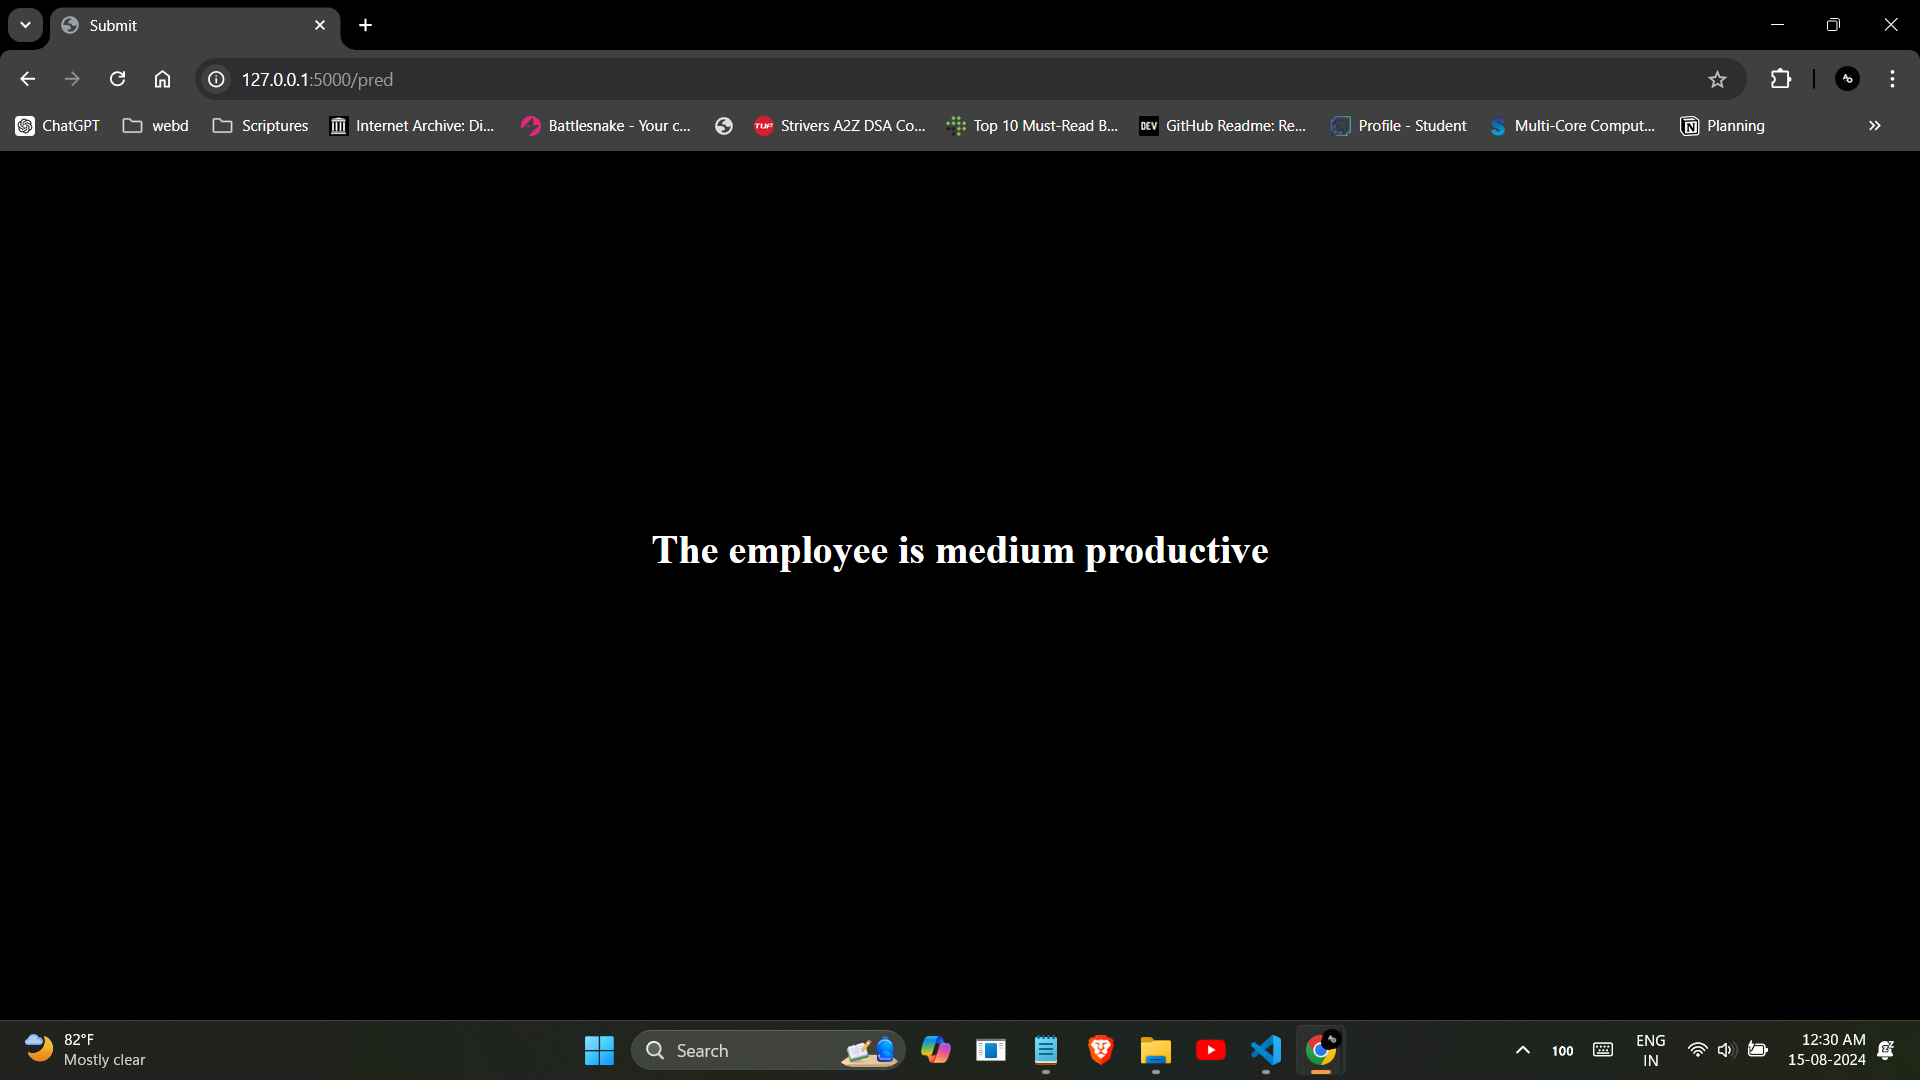 Submit
127.0.0.1:5000/pred
ChatGPT webd Scriptures Internet Archive: Di... Battlesnake - Your c... TUF Strivers A2Z DSA Co... Top 10 Must-Read B... DEV GitHub Readme: Re... Profile - Student Multi-Core Comput... Planning
The employee is medium productive
82°F
Mostly clear
Search
100
ENG
IN
12:30 AM
15-08-2024